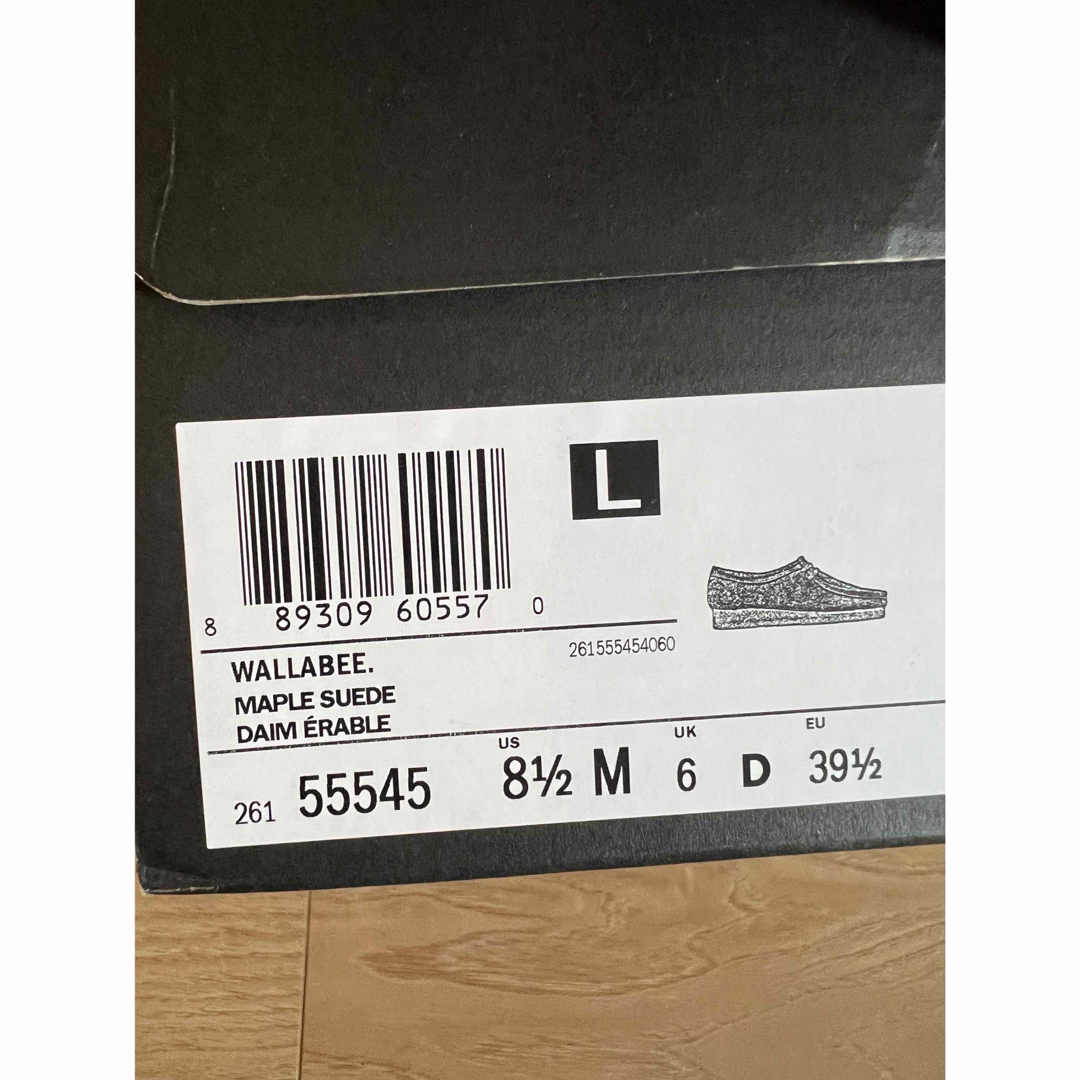 L
8 89309 60557 0
261555454060
WALLABEE.
MAPLE SUEDE
DAIM ÉRABLE
US UK EU
261 55545 8½ M 6 D 39½